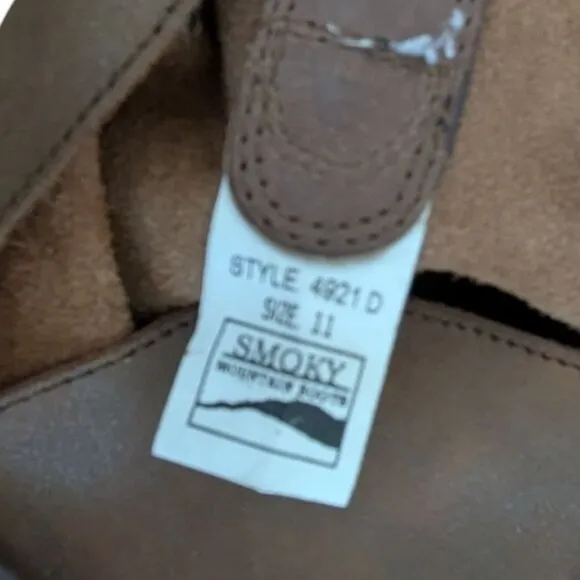 STYLE 4921 D
SIZE 11
SMOKY
MOUNTAIN BOOTS